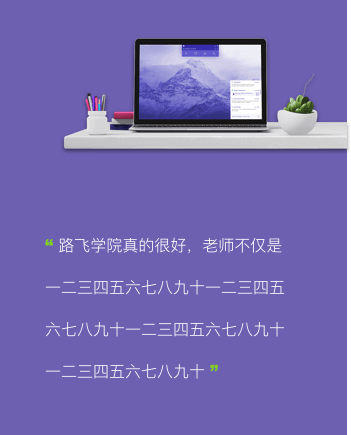 ❝ 路飞学院真的很好，老师不仅是
一二三四五六七八九十一二三四五
六七八九十一二三四五六七八九十
一二三四五六七八九十 ❞